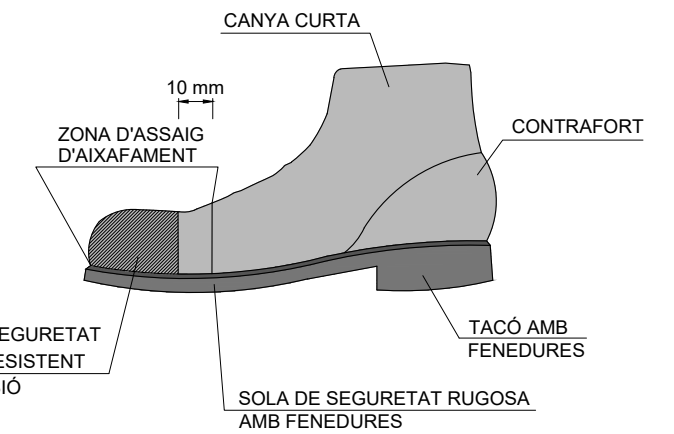 CANYA CURTA
10 mm
ZONA D'ASSAIG
D'AIXAFAMENT
CONTRAFORT
TACÓ AMB
FENEDURES
EGURETAT
ESISTENT
SIÓ
SOLA DE SEGURETAT RUGOSA
AMB FENEDURES